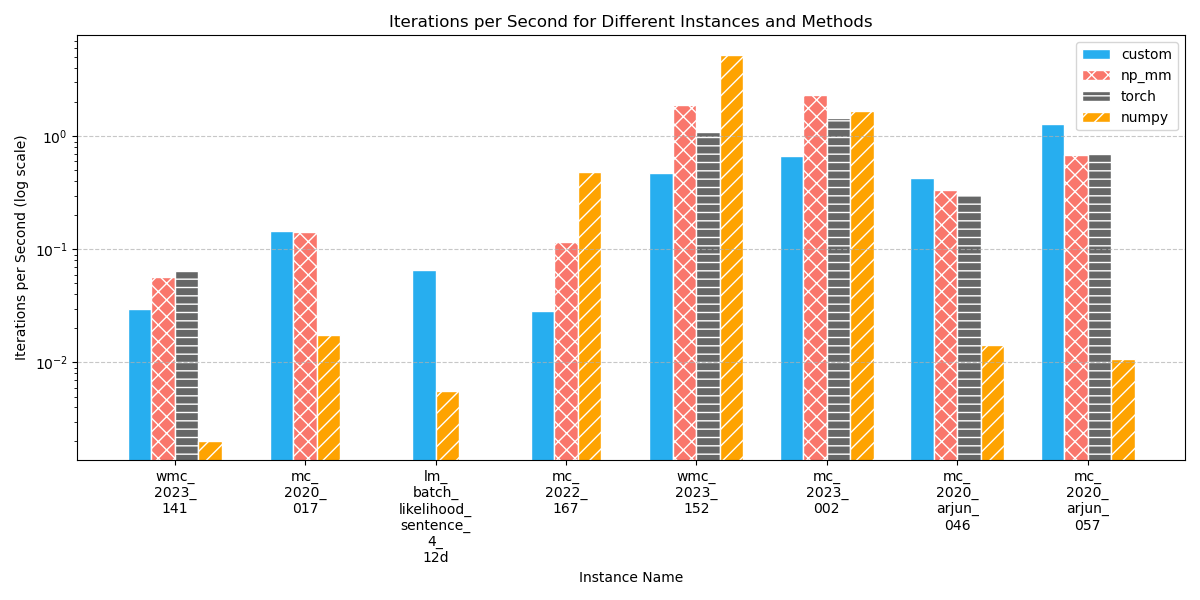 Iterations per Second for Different Instances and Methods
Iterations per Second (log scale)
10⁰
10⁻¹
10⁻²
custom
np_mm
torch
numpy
wmc_
2023_
141
mc_
2020_
017
lm_
batch_
likelihood_
sentence_
4_
12d
mc_
2022_
167
wmc_
2023_
152
mc_
2023_
002
mc_
2020_
arjun_
046
mc_
2020_
arjun_
057
Instance Name